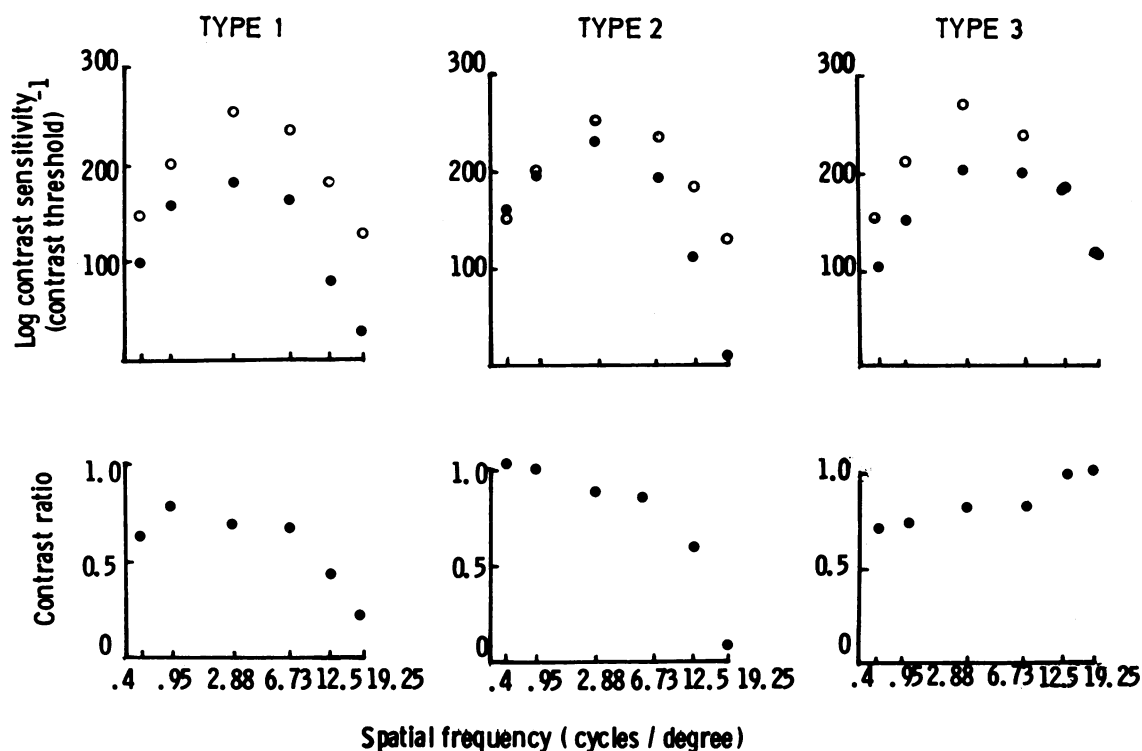 TYPE 1
TYPE 2
TYPE 3
Log contrast sensitivity
(contrast threshold)-1
300
200
100
300
200
100
300
200
100
Contrast ratio
1.0
0.5
0
1.0
0.5
0
1.0
0.5
0
.4 .95 2.88 6.73 12.5 19.25
.4 .95 2.88 6.73 12.5 19.25
.4 .95 2.88 6.73 12.5 19.25
Spatial frequency ( cycles / degree)